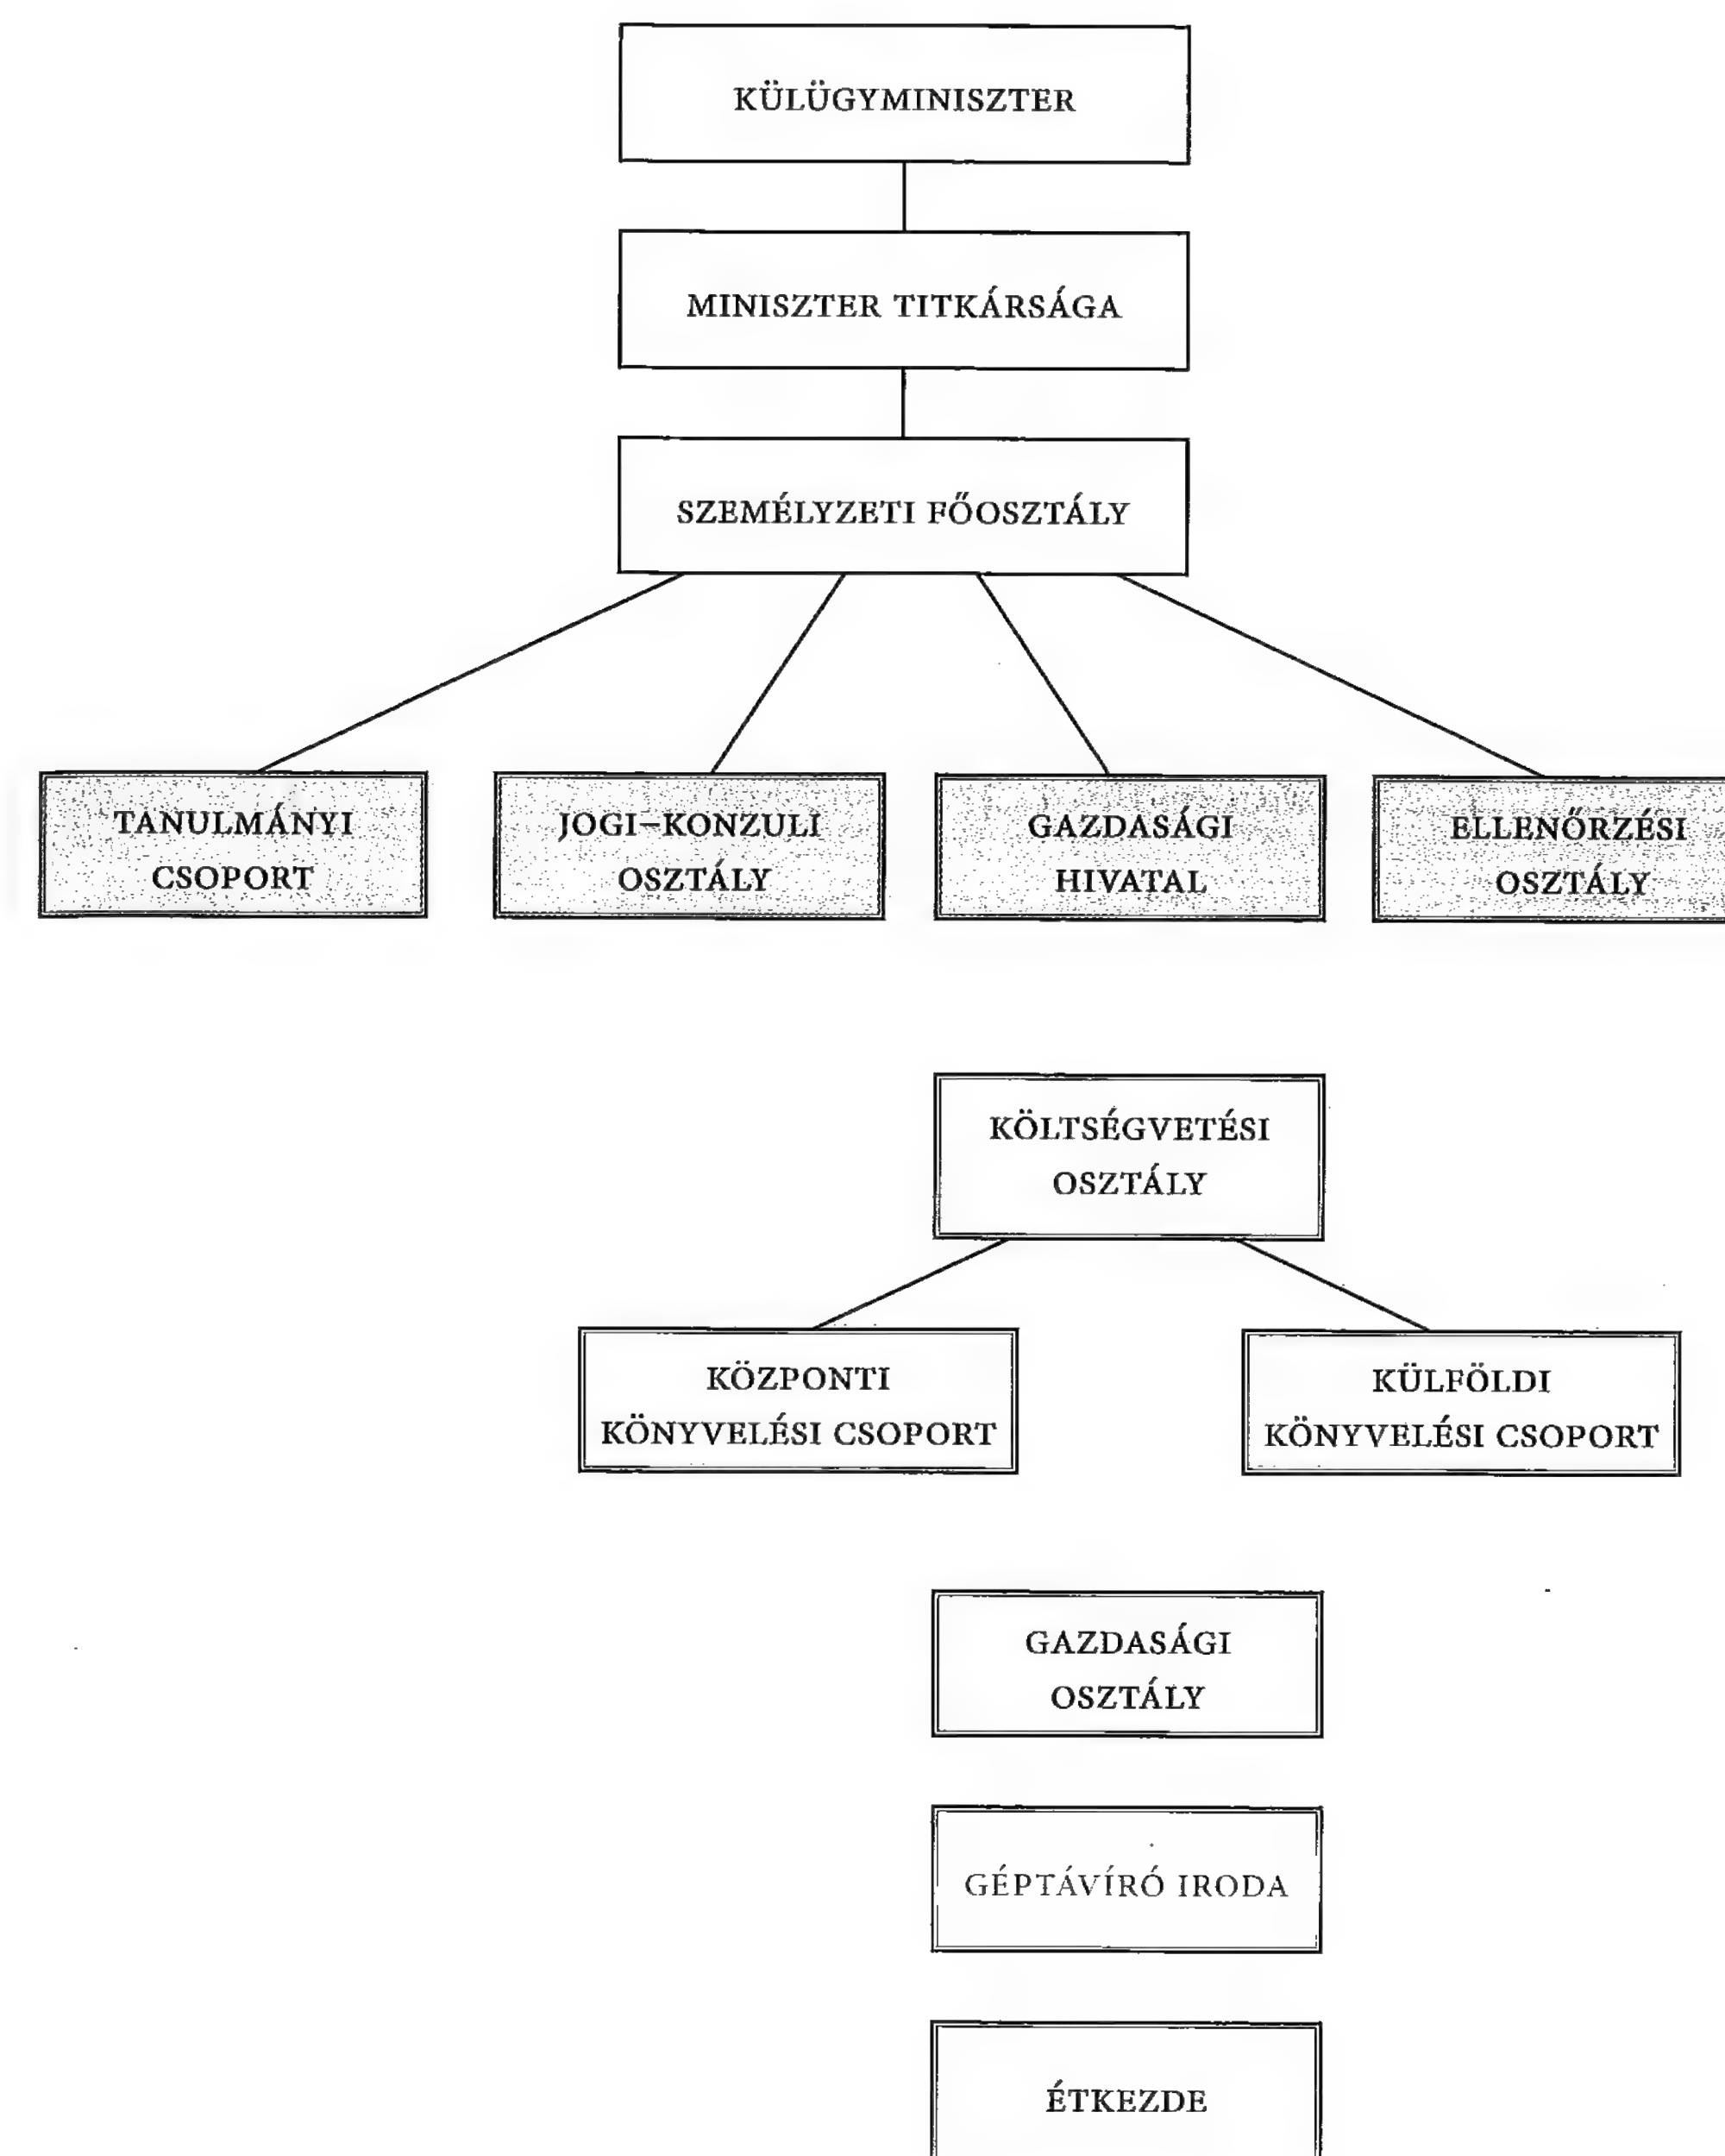 KÜLÜGYMINISZTER
MINISZTER TITKÁRSÁGA
SZEMÉLYZETI FŐOSZTÁLY
TANULMÁNYI
CSOPORT
JOGI–KONZULI
OSZTÁLY
GAZDASÁGI
HIVATAL
ELLENŐRZÉSI
OSZTÁLY
KÖLTSÉGVETÉSI
OSZTÁLY
KÖZPONTI
KÖNYVELÉSI CSOPORT
KÜLFÖLDI
KÖNYVELÉSI CSOPORT
GAZDASÁGI
OSZTÁLY
GÉPTÁVÍRÓ IRODA
ÉTKEZDE